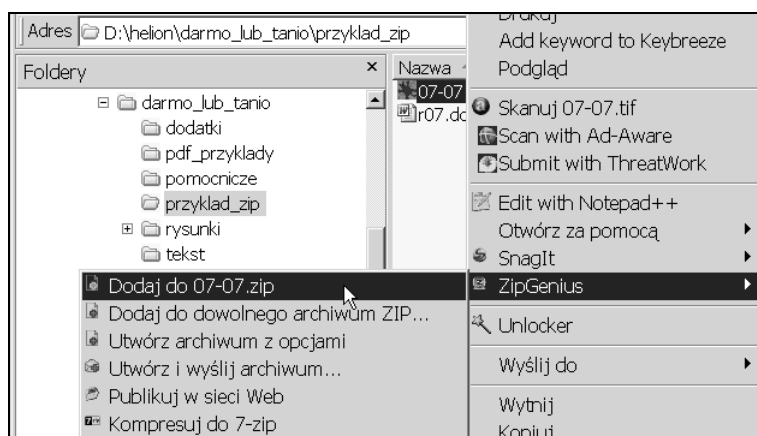 Adres D:\helion\darmo_lub_tanio\przyklad_zip
Foldery ×
darmo_lub_tanio
dodatki
pdf_przyklady
pomocnicze
przyklad_zip
rysunki
tekst
Nazwa
07-07
r07.do
Drukuj
Add keyword to Keybreeze
Podgląd
Skanuj 07-07.tif
Scan with Ad-Aware
Submit with ThreatWork
Edit with Notepad++
Otwórz za pomocą
SnagIt
ZipGenius
Unlocker
Wyślij do
Wytnij
Kopiuj
Dodaj do 07-07.zip
Dodaj do dowolnego archiwum ZIP...
Utwórz archiwum z opcjami
Utwórz i wyślij archiwum...
Publikuj w sieci Web
Kompresuj do 7-zip